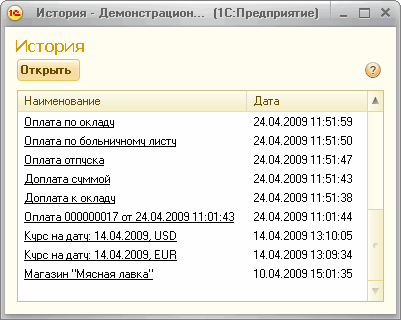 История - Демонстрацион... (1С:Предприятие)
История
Открыть
?
Наименование Дата
Оплата по окладу 24.04.2009 11:51:59
Оплата по больничному листу 24.04.2009 11:51:50
Оплата отпуска 24.04.2009 11:51:47
Доплата суммой 24.04.2009 11:51:43
Доплата к окладу 24.04.2009 11:51:38
Оплата 000000017 от 24.04.2009 11:01:43 24.04.2009 11:01:44
Курс на дату: 14.04.2009, USD 14.04.2009 13:10:05
Курс на дату: 14.04.2009, EUR 14.04.2009 13:09:34
Магазин "Мясная лавка" 10.04.2009 15:01:35